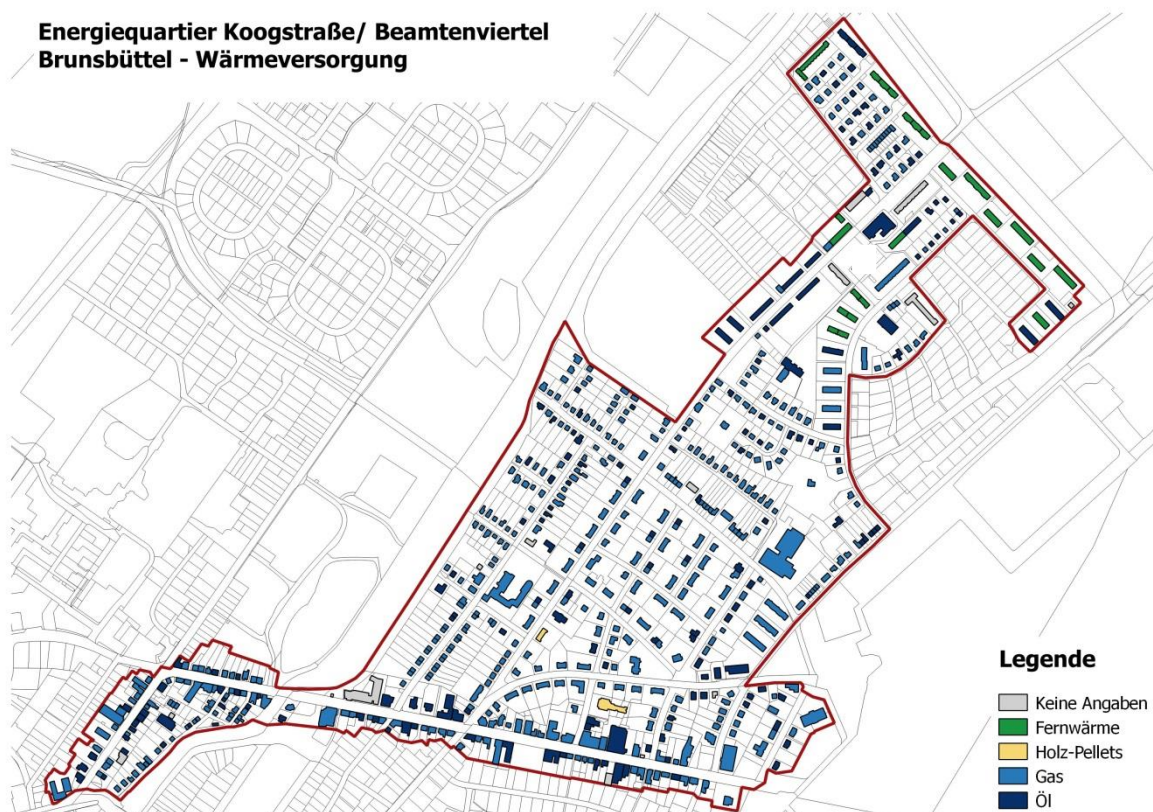 Energiequartier Koogstraße/ Beamtenviertel
Brunsbüttel - Wärmeversorgung
Legende
Keine Angaben
Fernwärme
Holz-Pellets
Gas
Öl